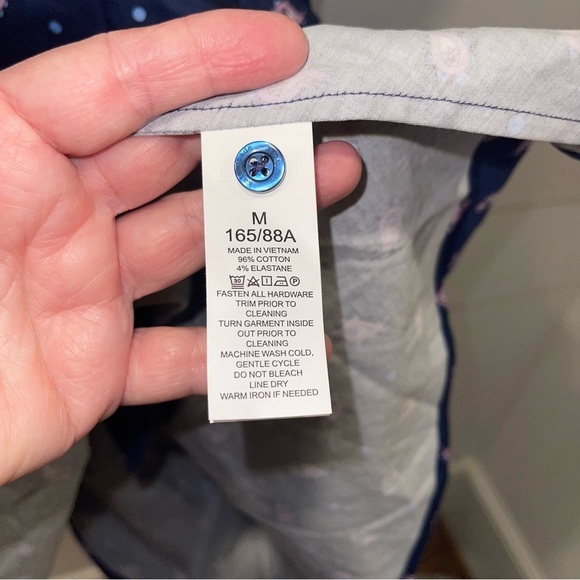 M
165/88A
MADE IN VIETNAM
96% COTTON
4% ELASTANE
30 P
FASTEN ALL HARDWARE
TRIM PRIOR TO
CLEANING
TURN GARMENT INSIDE
OUT PRIOR TO
CLEANING
MACHINE WASH COLD,
GENTLE CYCLE
DO NOT BLEACH
LINE DRY
WARM IRON IF NEEDED